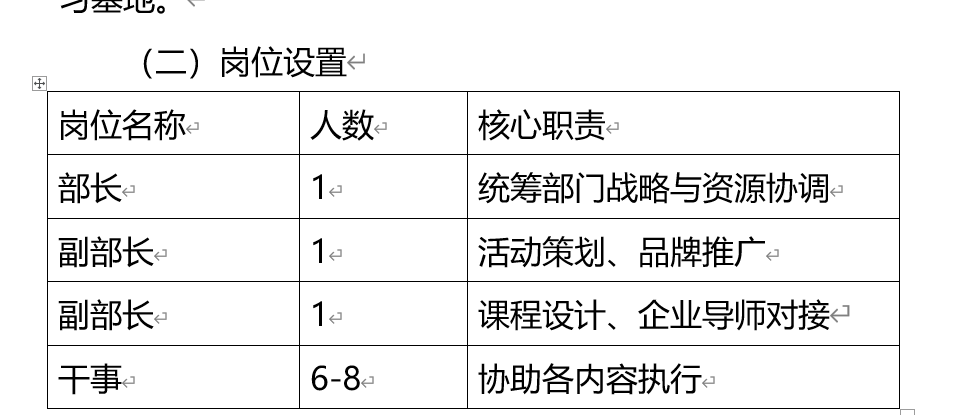 习基地。
（二）岗位设置
岗位名称 人数 核心职责
部长 1 统筹部门战略与资源协调
副部长 1 活动策划、品牌推广
副部长 1 课程设计、企业导师对接
干事 6-8 协助各内容执行